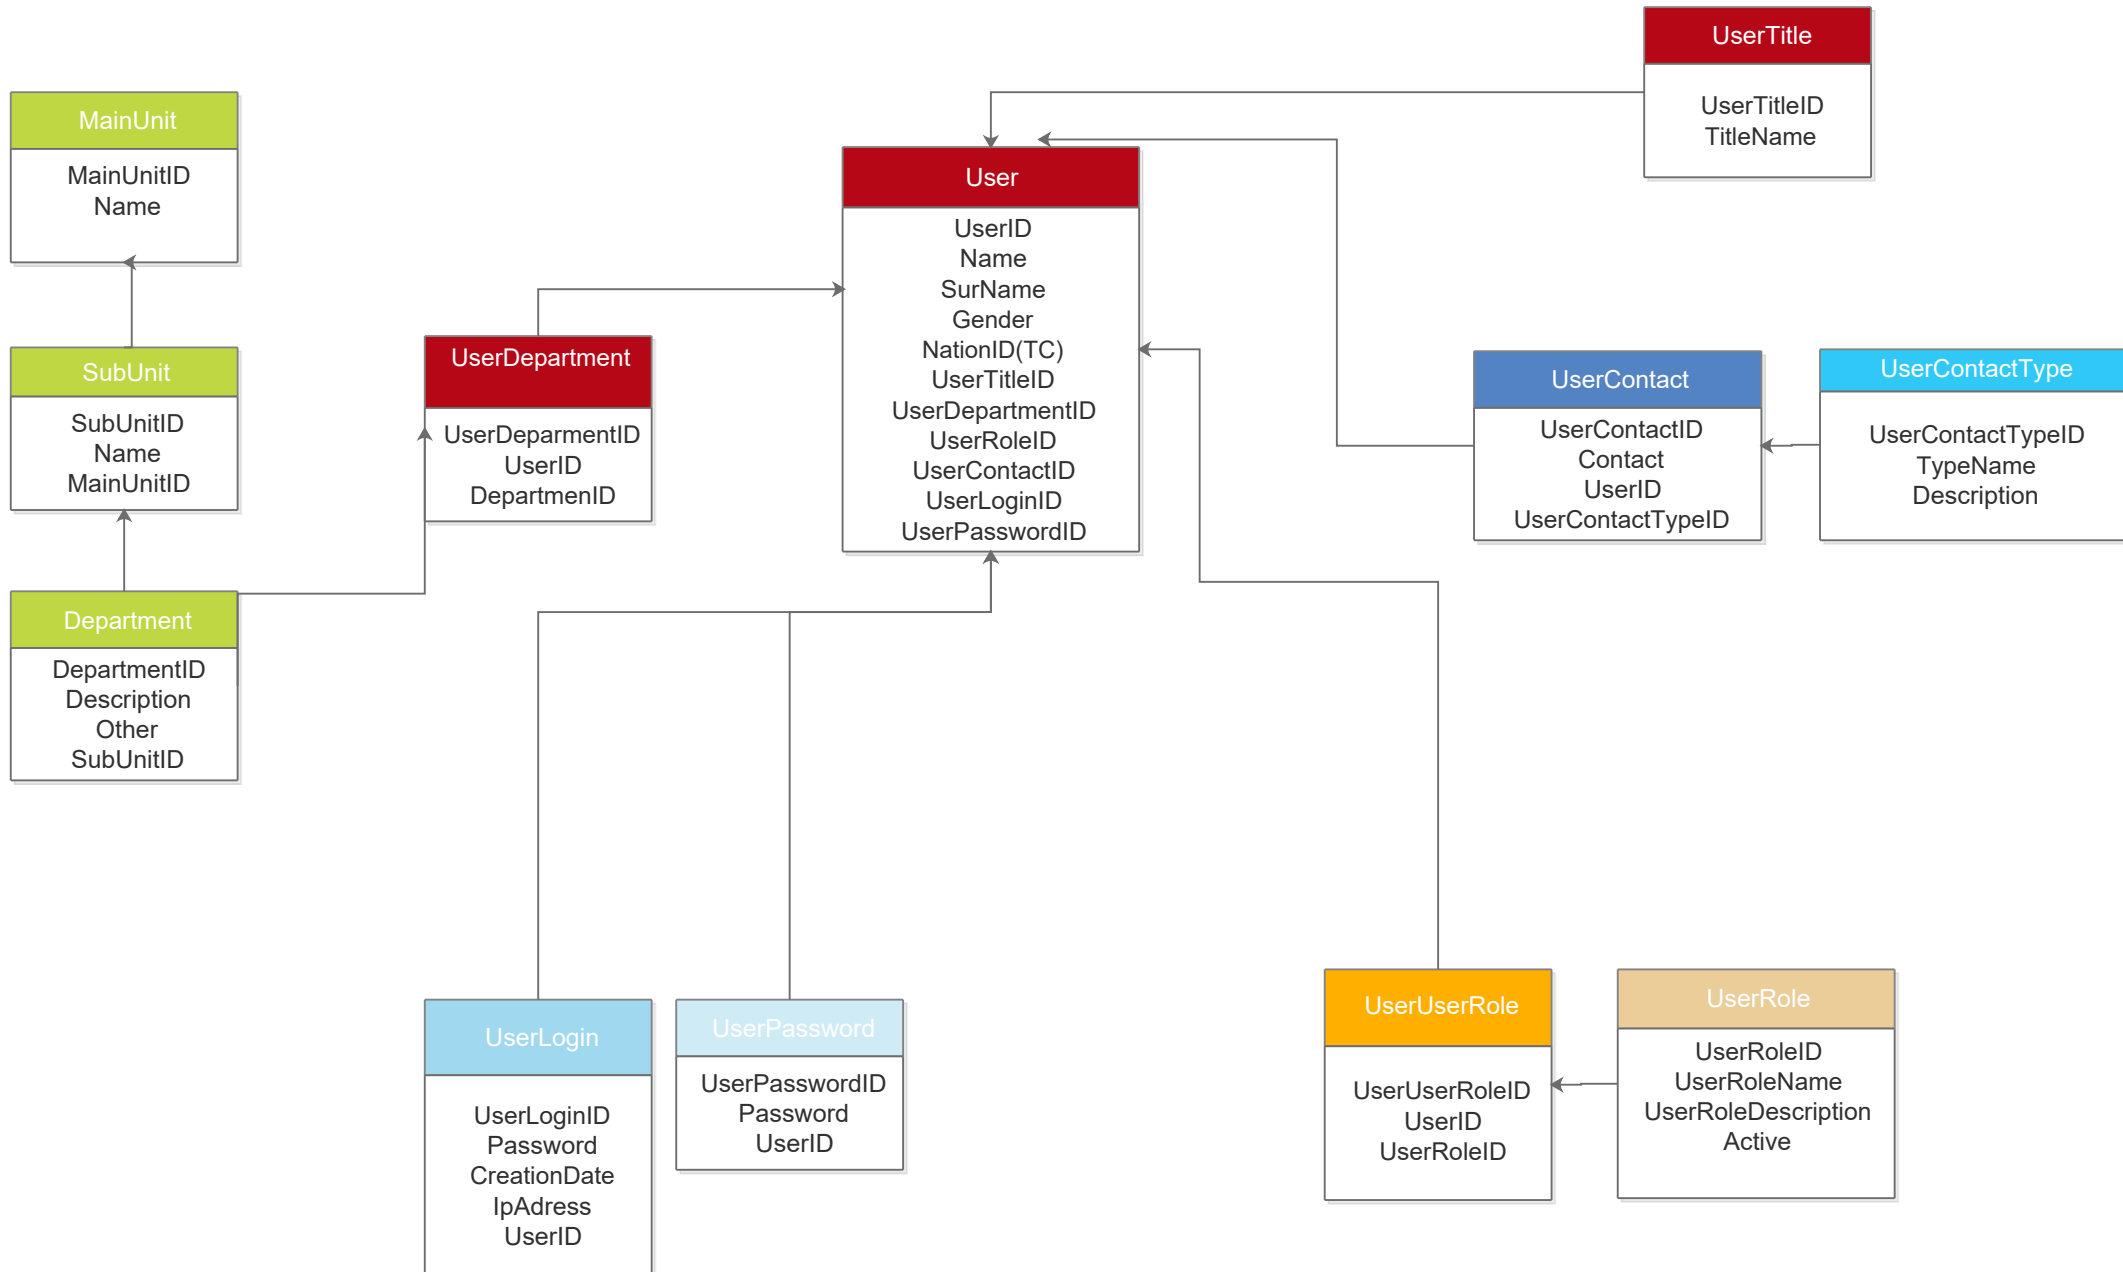 UserTitle
UserTitleID
TitleName
MainUnit
MainUnitID
Name
User
UserID
Name
SurName
Gender
NationID(TC)
UserTitleID
UserDepartmentID
UserRoleID
UserContactID
UserLoginID
UserPasswordID
SubUnit
SubUnitID
Name
MainUnitID
UserDepartment
UserDeparmentID
UserID
DepartmenID
UserContact
UserContactID
Contact
UserID
UserContactTypeID
UserContactType
UserContactTypeID
TypeName
Description
Department
DepartmentID
Description
Other
SubUnitID
UserLogin
UserLoginID
Password
CreationDate
IpAdress
UserID
UserPassword
UserPasswordID
Password
UserID
UserUserRole
UserUserRoleID
UserID
UserRoleID
UserRole
UserRoleID
UserRoleName
UserRoleDescription
Active